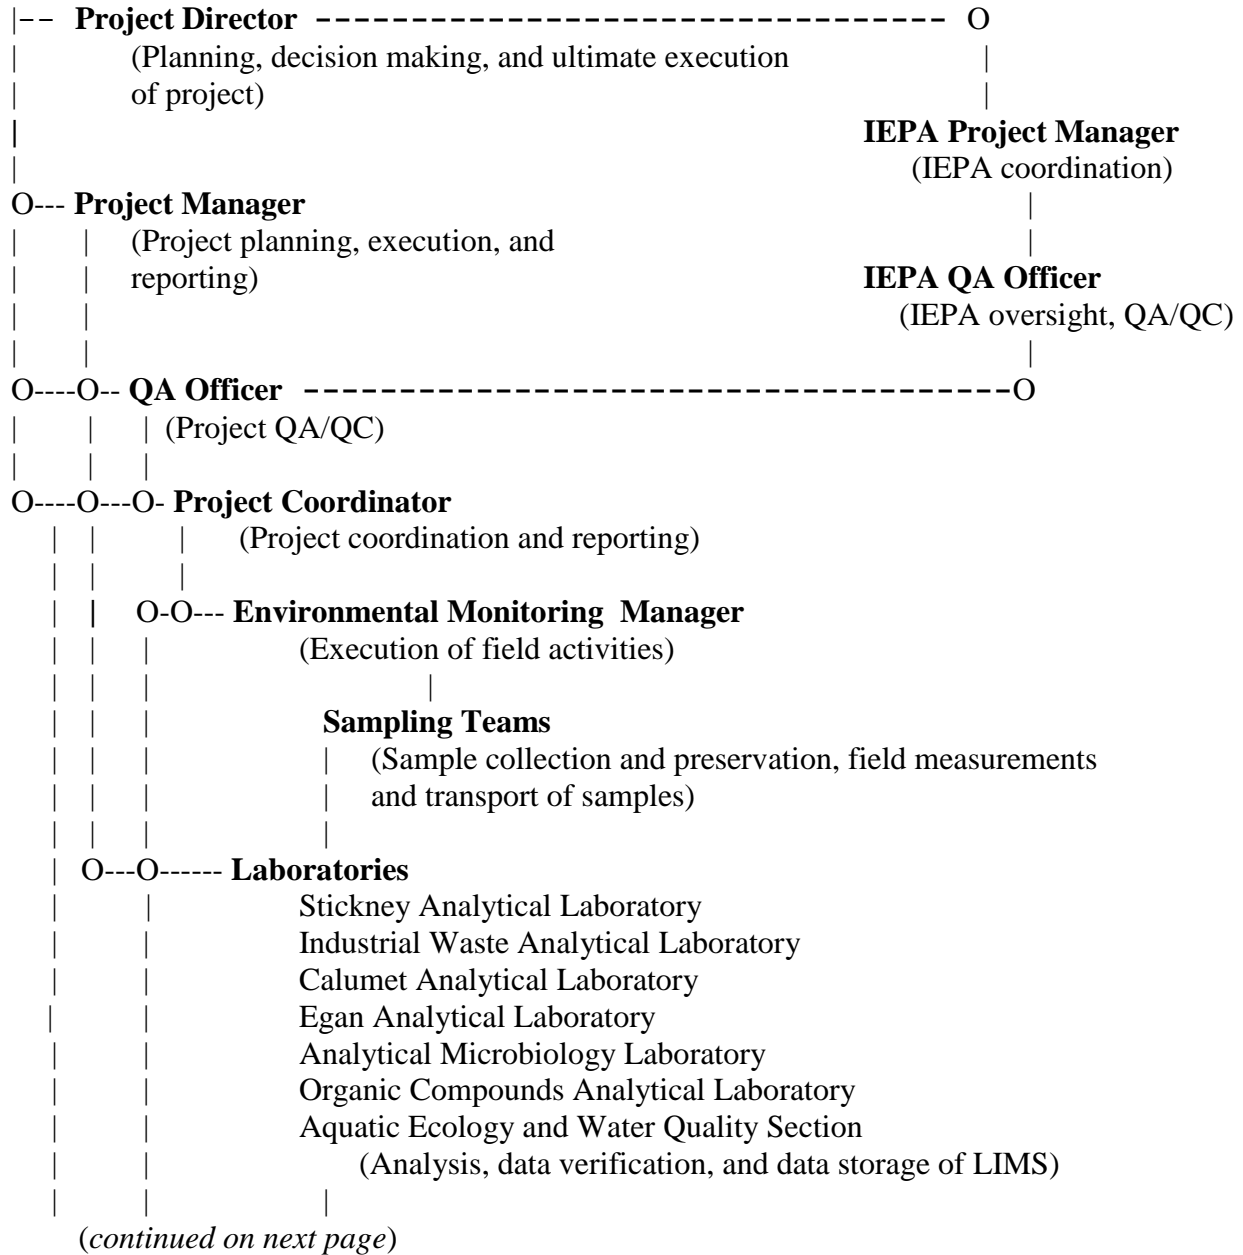 Project Director
(Planning, decision making, and ultimate execution
of project)
IEPA Project Manager
(IEPA coordination)
Project Manager
(Project planning, execution, and
reporting)
IEPA QA Officer
(IEPA oversight, QA/QC)
QA Officer
(Project QA/QC)
Project Coordinator
(Project coordination and reporting)
Environmental Monitoring Manager
(Execution of field activities)
Sampling Teams
(Sample collection and preservation, field measurements
and transport of samples)
Laboratories
Stickney Analytical Laboratory
Industrial Waste Analytical Laboratory
Calumet Analytical Laboratory
Egan Analytical Laboratory
Analytical Microbiology Laboratory
Organic Compounds Analytical Laboratory
Aquatic Ecology and Water Quality Section
(Analysis, data verification, and data storage of LIMS)
(continued on next page)